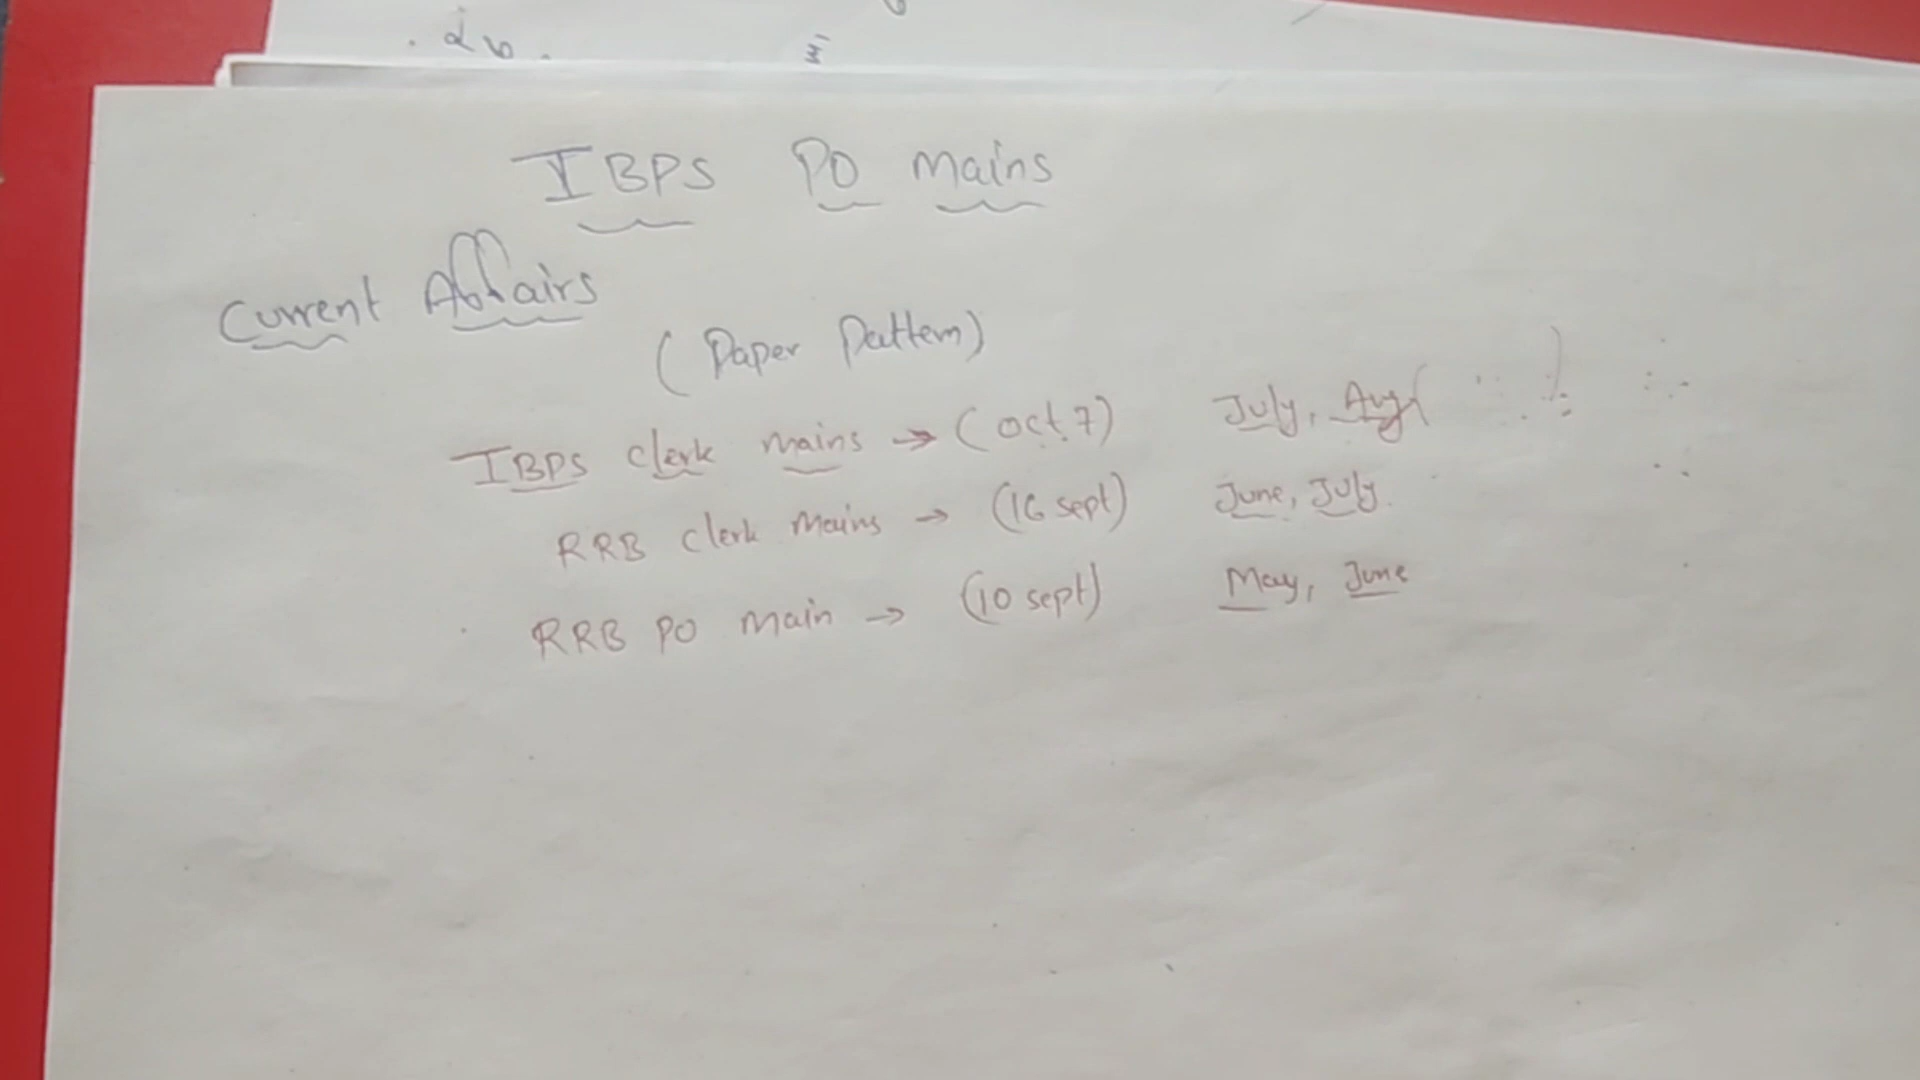 IBPS PO Mains
Current Affairs
(Paper Pattern)
IBPS Clerk Mains → (Oct 7) July, Aug
RRB Clerk Mains → (16 Sept) June, July
RRB PO Main → (10 Sept) May, June